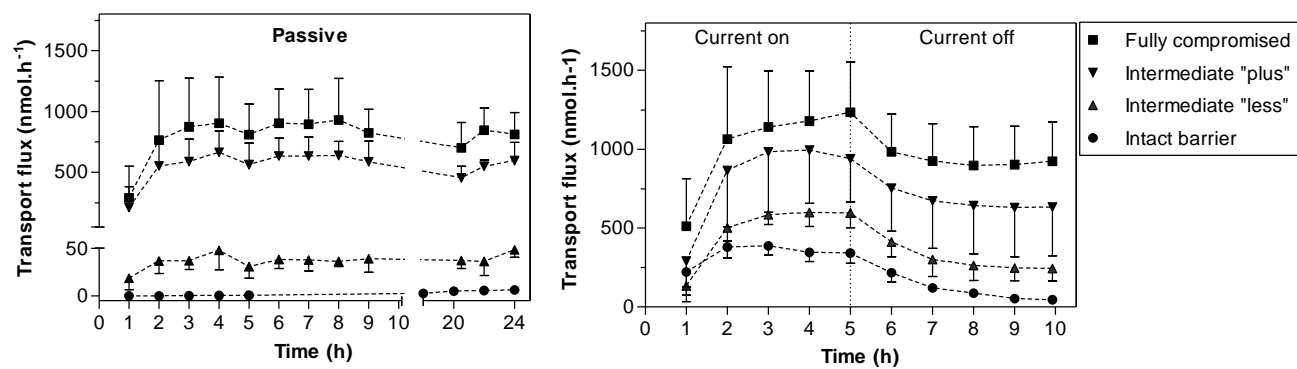 Passive
Transport flux (nmol.h-1)
1500
1000
500
50
0
0 1 2 3 4 5 6 7 8 9 10 20 24
Time (h)
Current on Current off
Transport flux (nmol.h-1)
1500
1000
500
0
0 1 2 3 4 5 6 7 8 9 10
Time (h)
Fully compromised
Intermediate "plus"
Intermediate "less"
Intact barrier